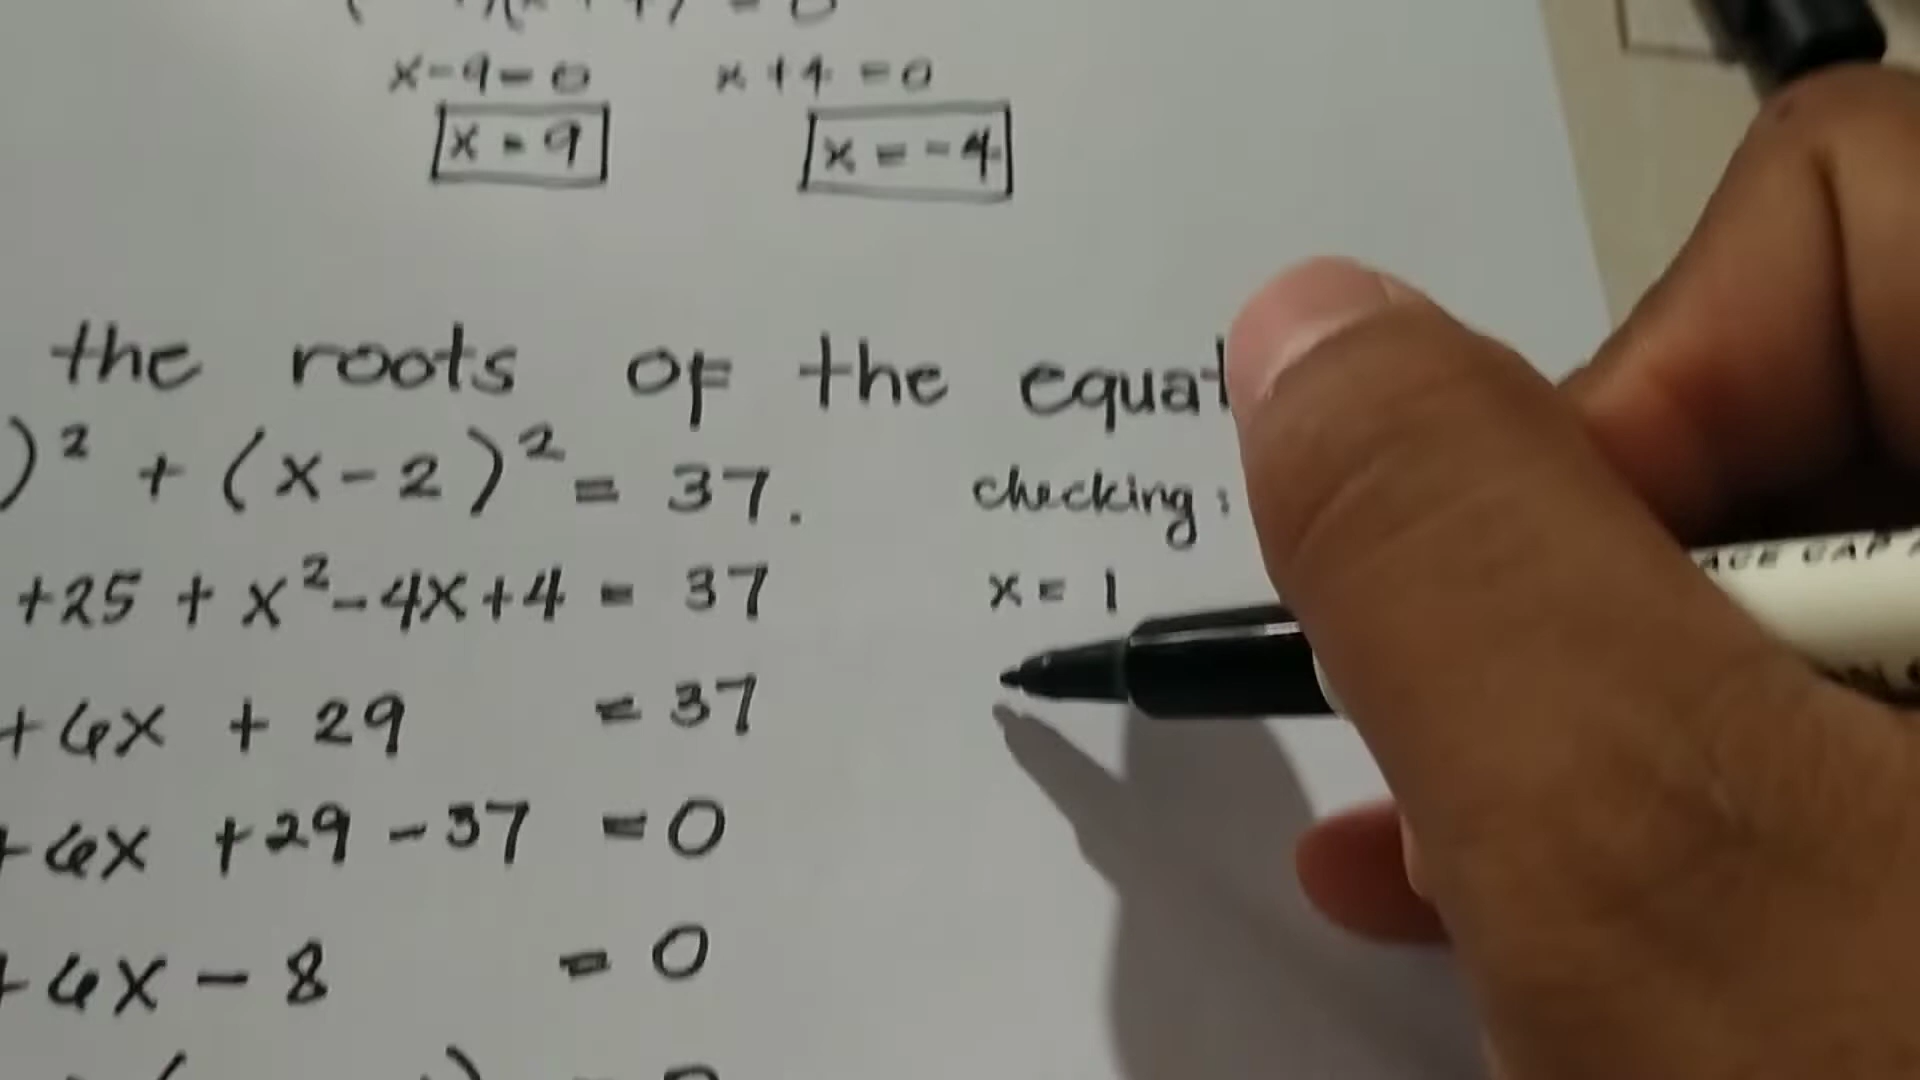 x-9=0 x+4=0
x=9 x=-4
the roots of the
)² + (x-2)² = 37. checking:
+25 + x²-4x+4 = 37 x = 1
+6x + 29 = 37
+6x +29 -37 =0
+6x - 8 = 0